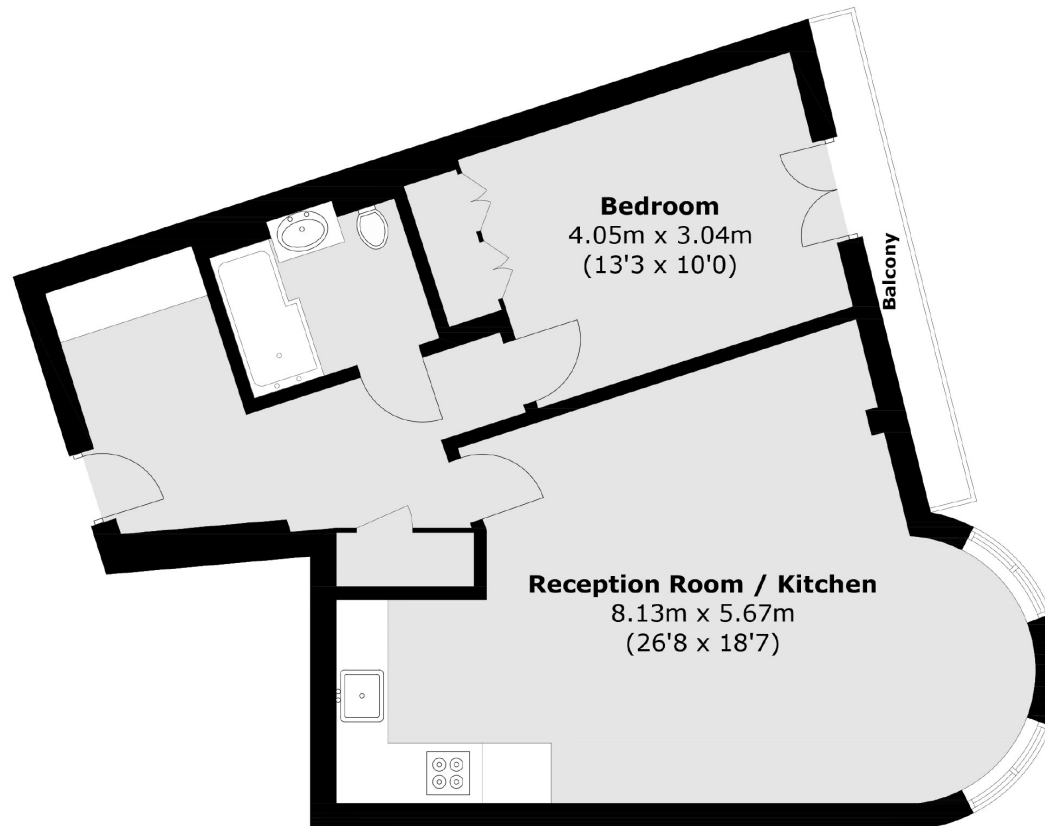 Bedroom
4.05m x 3.04m
(13'3 x 10'0)
Balcony
Reception Room / Kitchen
8.13m x 5.67m
(26'8 x 18'7)